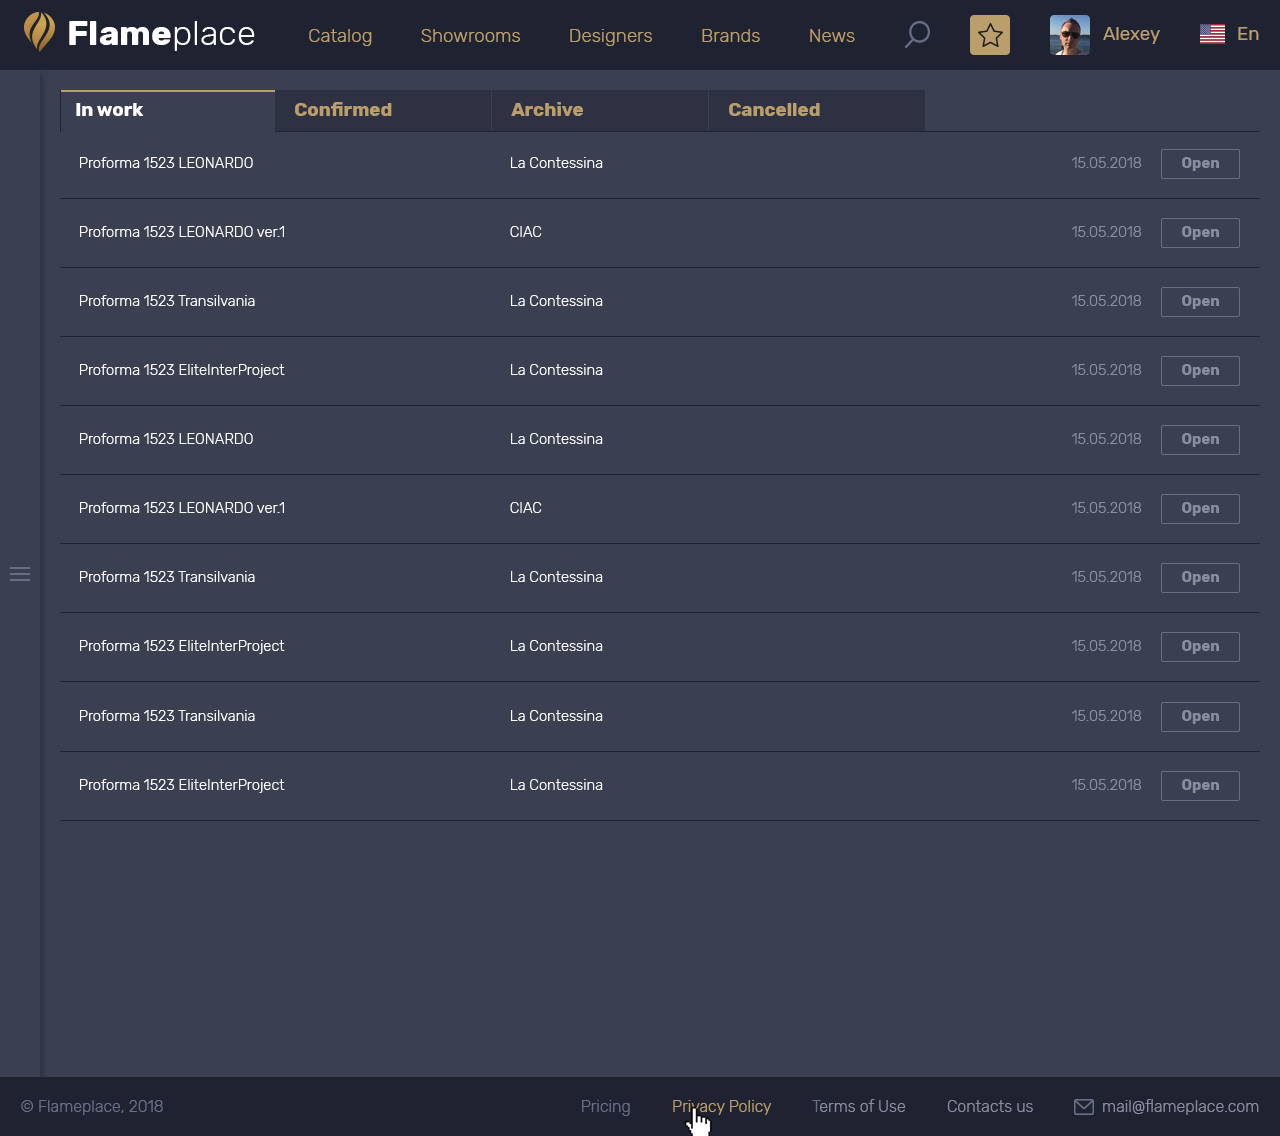 Flameplace Catalog Showrooms Designers Brands News Alexey En
In work Confirmed Archive Cancelled
Proforma 1523 LEONARDO La Contessina 15.05.2018 Open
Proforma 1523 LEONARDO ver.1 CIAC 15.05.2018 Open
Proforma 1523 Transilvania La Contessina 15.05.2018 Open
Proforma 1523 EliteInterProject La Contessina 15.05.2018 Open
Proforma 1523 LEONARDO La Contessina 15.05.2018 Open
Proforma 1523 LEONARDO ver.1 CIAC 15.05.2018 Open
Proforma 1523 Transilvania La Contessina 15.05.2018 Open
Proforma 1523 EliteInterProject La Contessina 15.05.2018 Open
Proforma 1523 Transilvania La Contessina 15.05.2018 Open
Proforma 1523 EliteInterProject La Contessina 15.05.2018 Open
© Flameplace, 2018 Pricing Privacy Policy Terms of Use Contacts us mail@flameplace.com